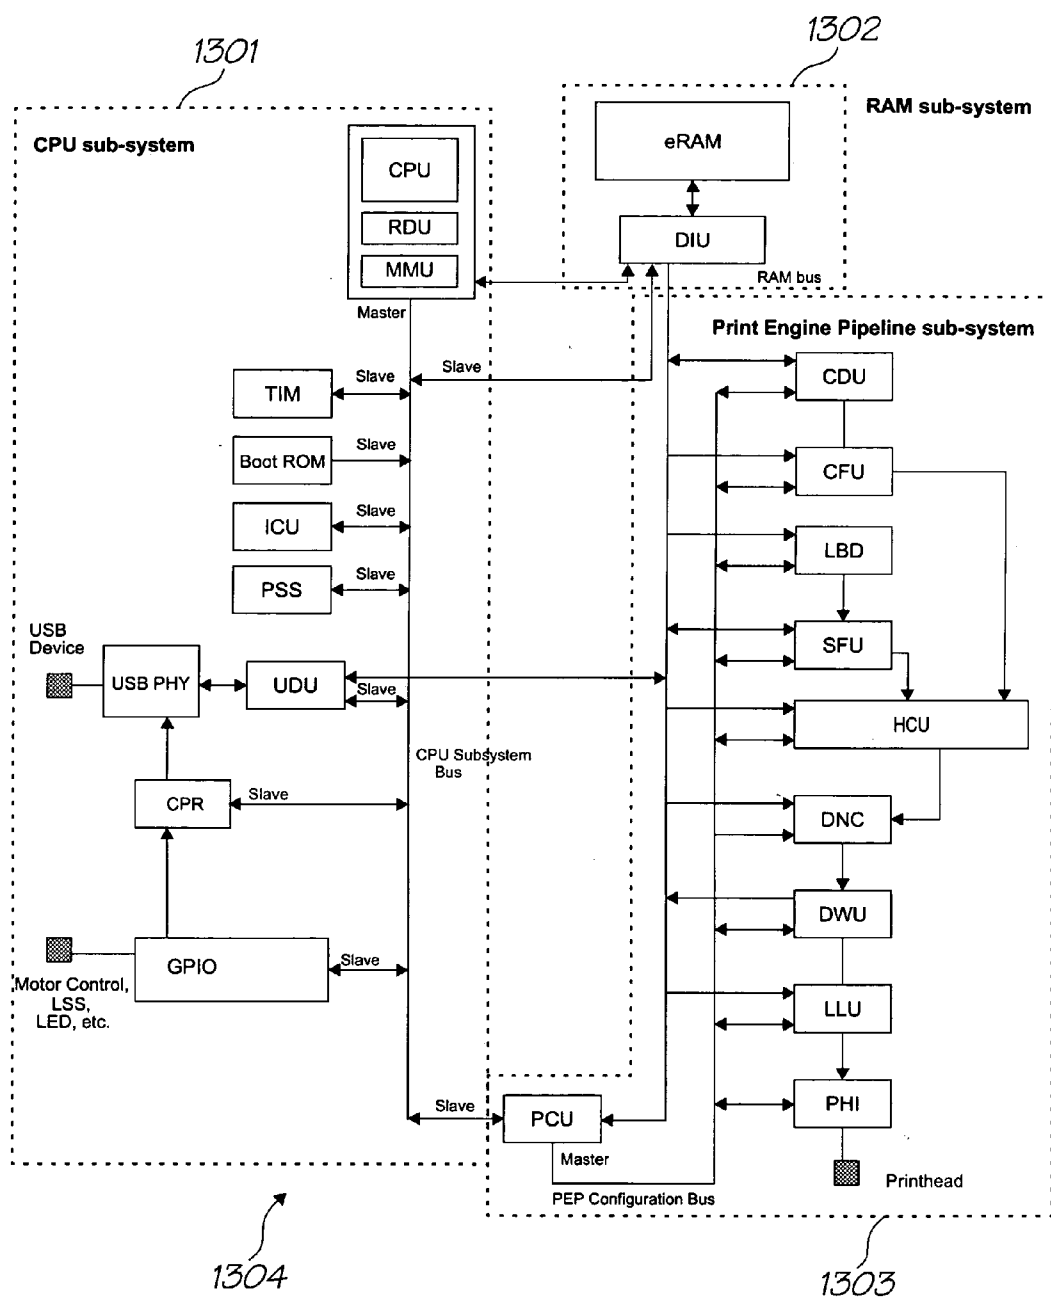 1302
1301
RAM sub-system
CPU sub-system
eRAM
CPU
RDU
DIU
MMU
RAM bus
Master
Print Engine Pipeline sub-system
Slave
CDU
Slave
TIM
Slave
Boot ROM
CFU
Slave
ICU
LBD
Slave
PSS
USB
Device
SFU
USB PHY
UDU
Slave
HCU
CPU Subsystem
Bus
CPR
Slave
DNC
DWU
GPIO
Slave
Motor Control,
LSS,
LED, etc.
LLU
Slave
PCU
PHI
Master
Printhead
PEP Configuration Bus
1304
1303